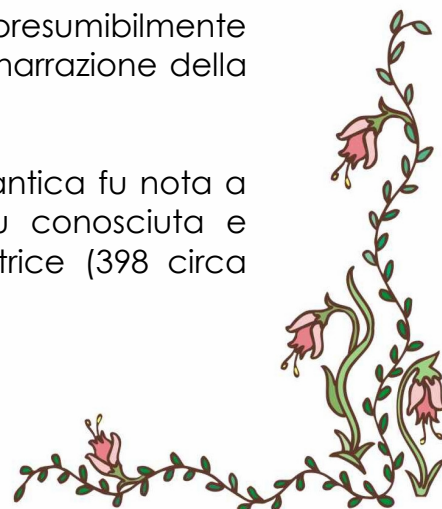 presumibilmente
narrazione della
antica fu nota a
conosciuta e
trice (398 circa